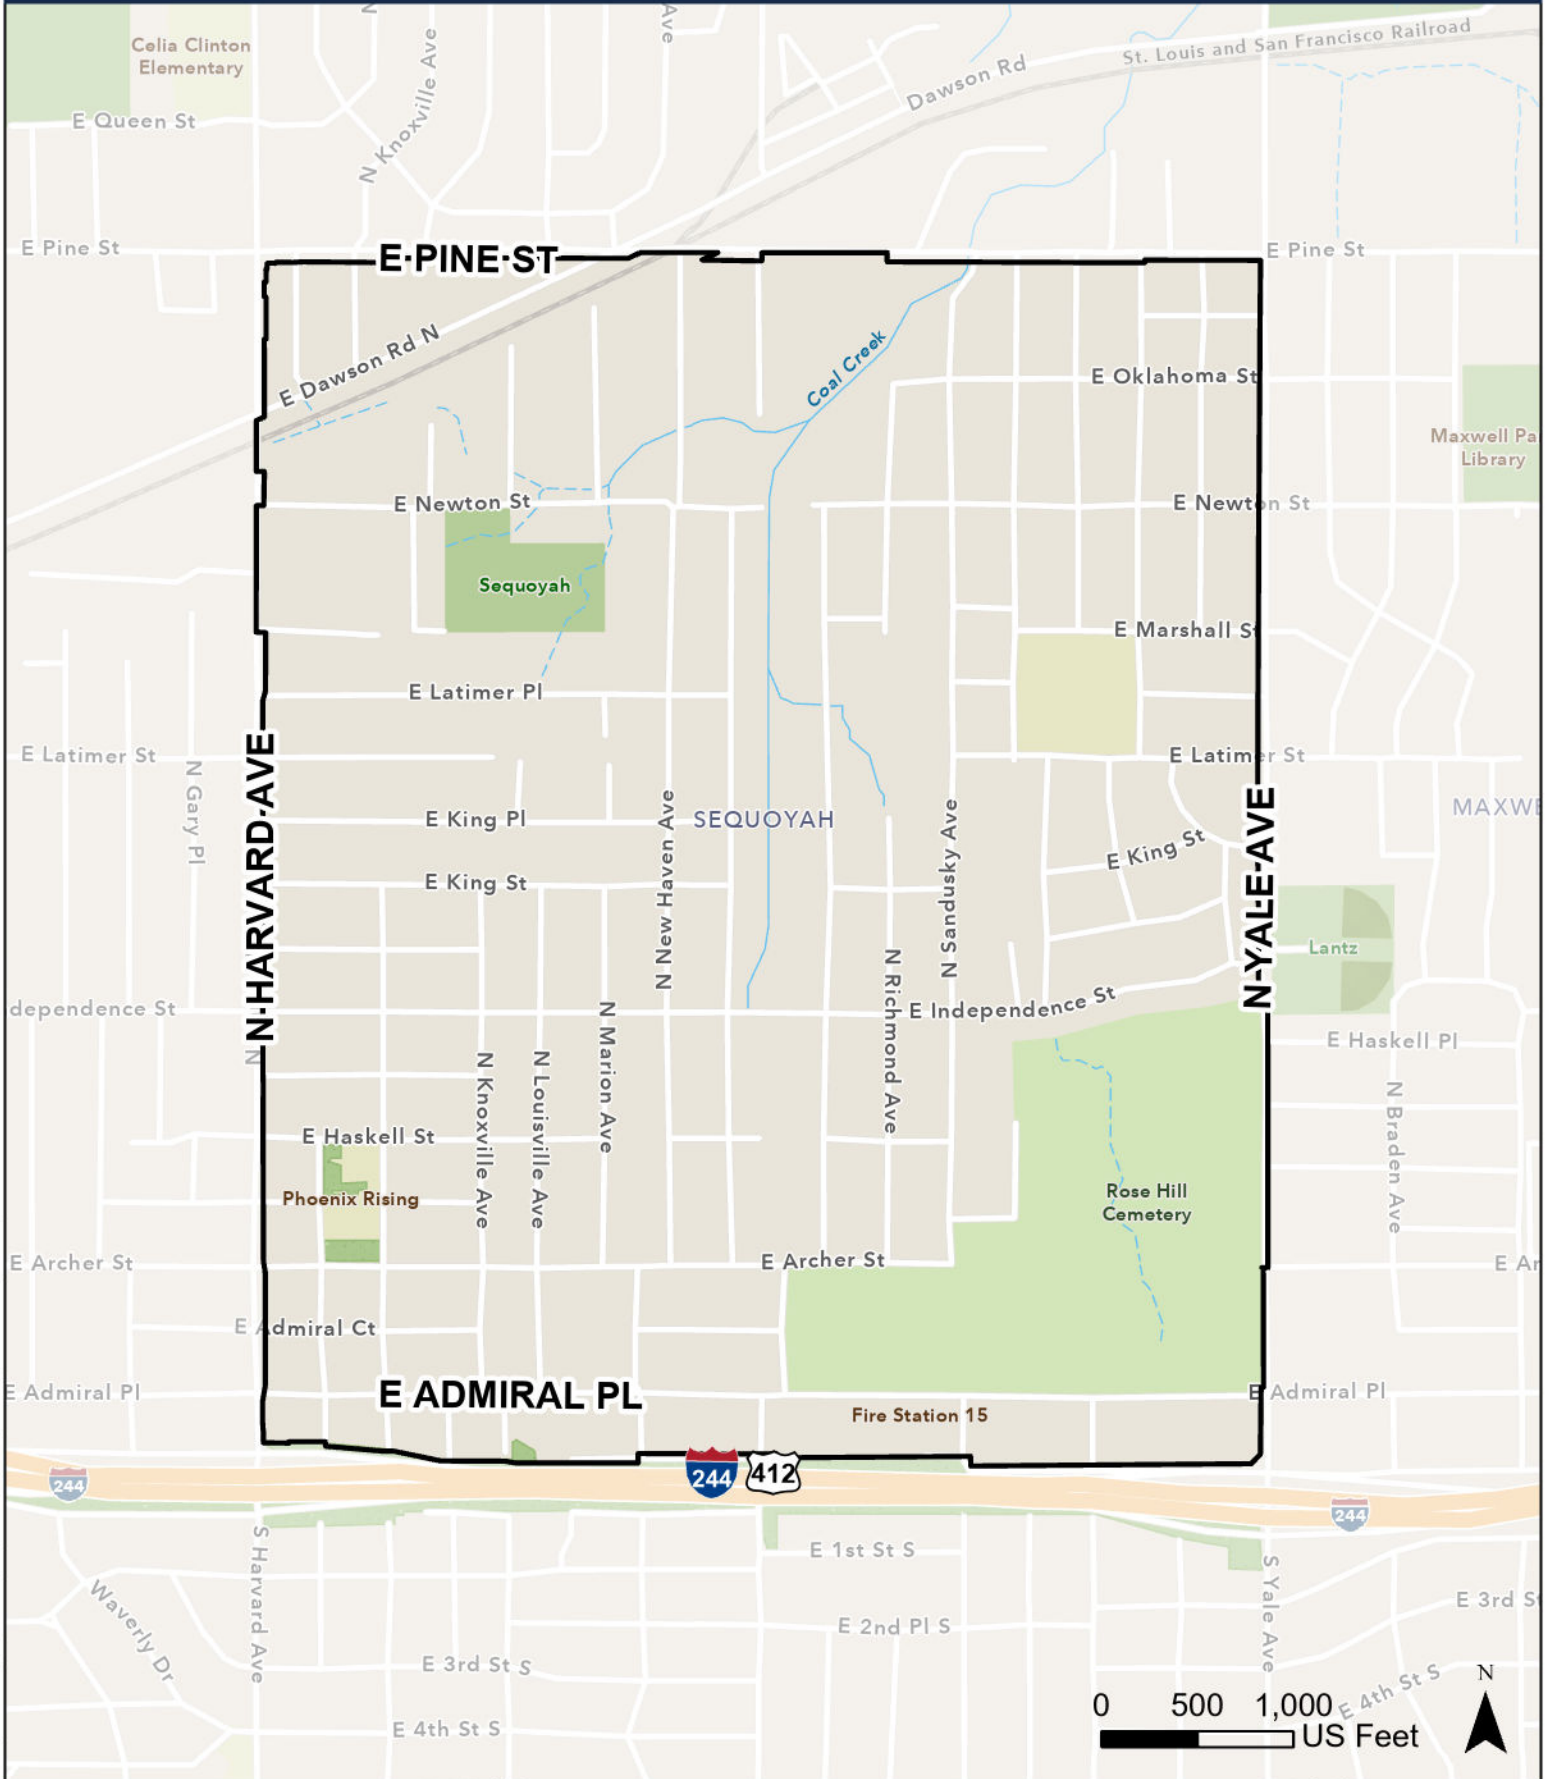 N
Ave
Celia Clinton
Elementary
N Knoxville Ave
St. Louis and San Francisco Railroad
Dawson Rd
E Queen St
E Pine St
E PINE ST
E Pine St
E Dawson Rd N
Coal Creek
E Oklahoma St
Maxwell Pa
Library
E Newton St
E Newton St
Sequoyah
E Marshall St
E Latimer Pl
E Latimer St
E Latimer St
N Gary Pl
N HARVARD AVE
N YALE AVE
E King Pl
N New Haven Ave
SEQUOYAH
N Sandusky Ave
MAXWE
E King St
E King St
Lantz
N Richmond Ave
dependence St
E Independence St
N Marion Ave
N
E Haskell Pl
N Knoxville Ave
N Louisville Ave
N Braden Ave
E Haskell St
Phoenix Rising
Rose Hill
Cemetery
E Archer St
E Archer St
E Ar
E Admiral Ct
E Admiral Pl
E ADMIRAL PL
E Admiral Pl
Fire Station 15
244
244
412
244
S Harvard Ave
E 1st St S
S Yale Ave
Waverly Dr
E 2nd Pl S
E 3rd St
E 3rd St S
E 4th St S
E 4th St S
N
0 500 1,000
US Feet